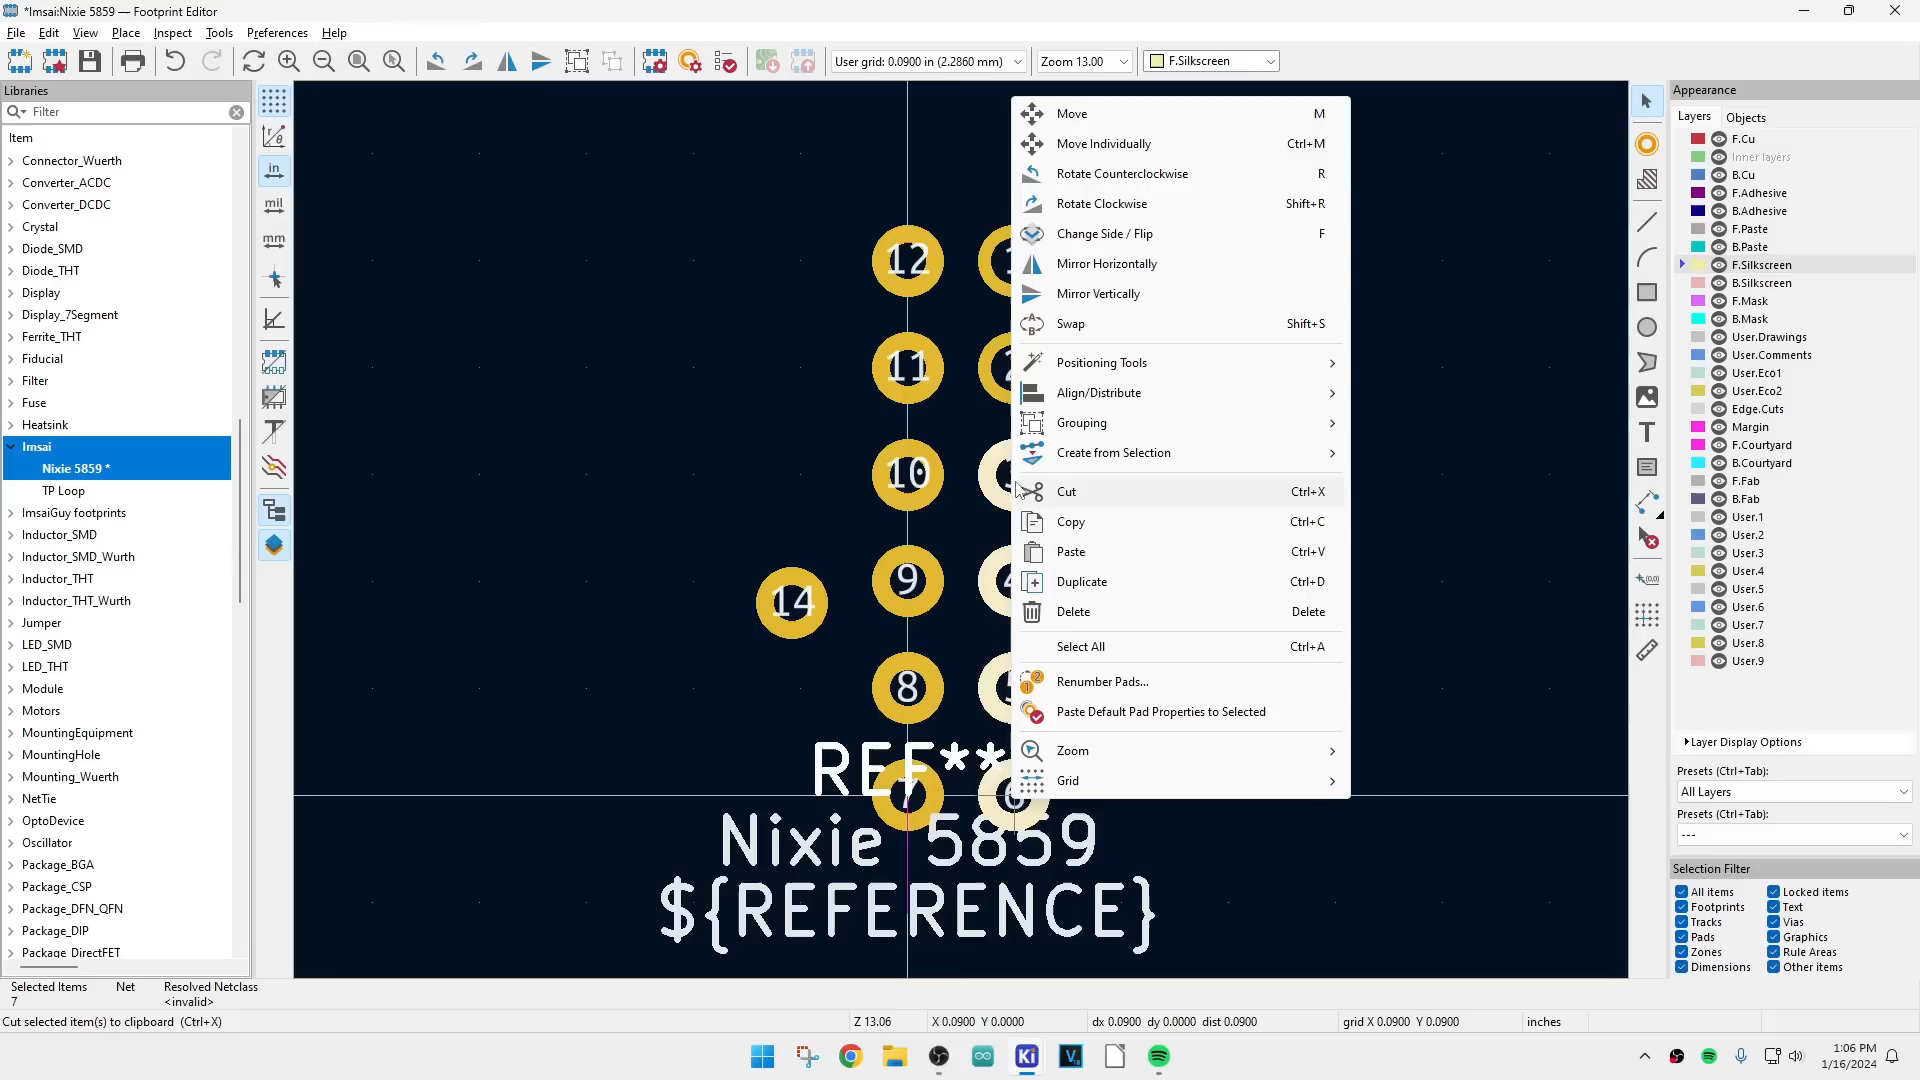 *Imsai:Nixie 5859 — Footprint Editor
File Edit View Place Inspect Tools Preferences Help
User grid: 0.0900 in (2.2860 mm)
Zoom 13.00
F.Silkscreen
Libraries
Filter
Item
Connector_Wuerth
Converter_ACDC
Converter_DCDC
Crystal
Diode_SMD
Diode_THT
Display
Display_7Segment
Ferrite_THT
Fiducial
Filter
Fuse
Heatsink
Imsai
Nixie 5859 *
TP Loop
ImsaiGuy footprints
Inductor_SMD
Inductor_SMD_Wurth
Inductor_THT
Inductor_THT_Wurth
Jumper
LED_SMD
LED_THT
Module
Motors
MountingEquipment
MountingHole
Mounting_Wuerth
NetTie
OptoDevice
Oscillator
Package_BGA
Package_CSP
Package_DFN_QFN
Package_DIP
Package_DirectFET
in
mil
mm
12
11
10
9
14
8
7
6
REF**
Nixie 5859
${REFERENCE}
Move M
Move Individually Ctrl+M
Rotate Counterclockwise R
Rotate Clockwise Shift+R
Change Side / Flip F
Mirror Horizontally
Mirror Vertically
Swap Shift+S
Positioning Tools
Align/Distribute
Grouping
Create from Selection
Cut Ctrl+X
Copy Ctrl+C
Paste Ctrl+V
Duplicate Ctrl+D
Delete Delete
Select All Ctrl+A
Renumber Pads...
Paste Default Pad Properties to Selected
Zoom
Grid
(0,0)
Appearance
Layers Objects
F.Cu
Inner layers
B.Cu
F.Adhesive
B.Adhesive
F.Paste
B.Paste
F.Silkscreen
B.Silkscreen
F.Mask
B.Mask
User.Drawings
User.Comments
User.Eco1
User.Eco2
Edge.Cuts
Margin
F.Courtyard
B.Courtyard
F.Fab
B.Fab
User.1
User.2
User.3
User.4
User.5
User.6
User.7
User.8
User.9
Layer Display Options
Presets (Ctrl+Tab):
All Layers
Presets (Ctrl+Tab):
---
Selection Filter
All items Locked items
Footprints Text
Tracks Vias
Pads Graphics
Zones Rule Areas
Dimensions Other items
Selected Items Net Resolved Netclass
7 <invalid>
Cut selected item(s) to clipboard (Ctrl+X)
Z 13.06
X 0.0900 Y 0.0000
dx 0.0900 dy 0.0000 dist 0.0900
grid X 0.0900 Y 0.0900
inches
Ki
1:06 PM
1/16/2024